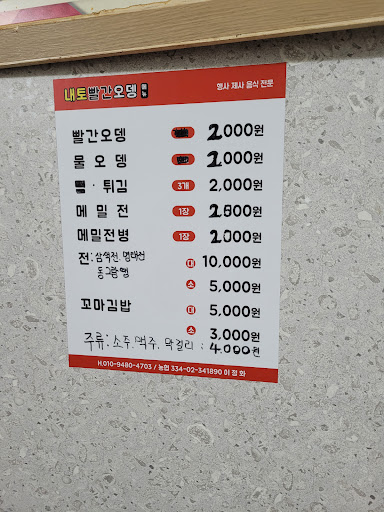 내토빨간오뎅 메뉴
행사 제사 음식 전문
빨간오뎅 2000원
물오뎅 2000원
· 튀김 3개 2,000원
메밀전 1장 2500원
메밀전병 1장 2000원
전: 삼색전. 명태전 대 10,000원
동그랑땡 소 5,000원
꼬마김밥 대 5,000원
소 3,000원
주류: 소주.맥주. 막걸리 : 4.000원
H.010-9480-4703 / 농협 334-02-341890 이정화